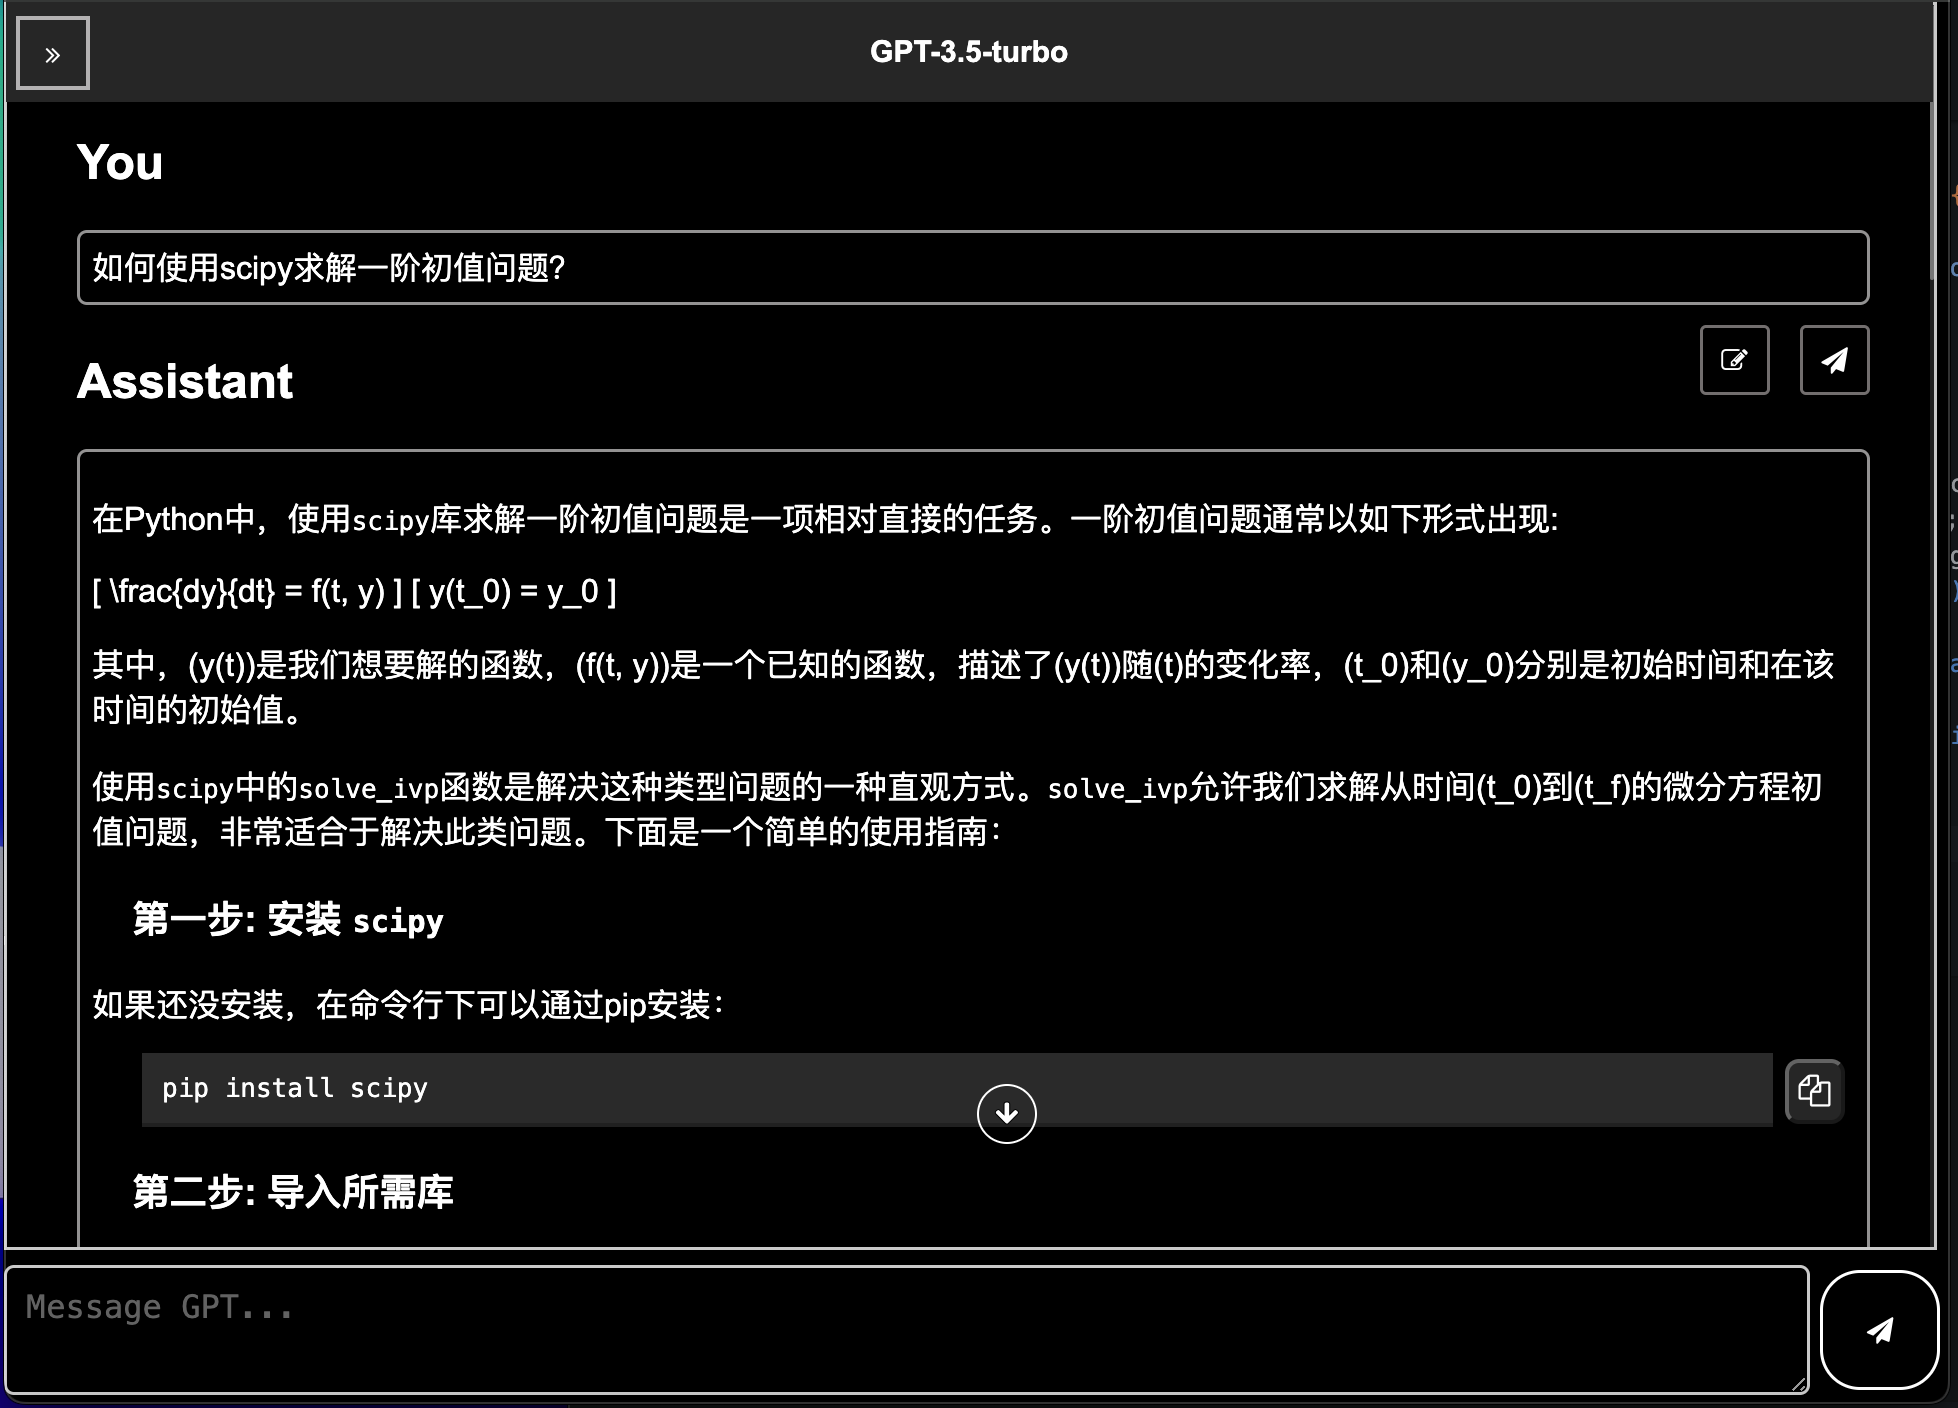 GPT-3.5-turbo
You
如何使用scipy求解一阶初值问题?
Assistant
在Python中，使用scipy库求解一阶初值问题是一项相对直接的任务。一阶初值问题通常以如下形式出现:
[ \frac{dy}{dt} = f(t, y) ] [ y(t_0) = y_0 ]
其中，(y(t))是我们想要解的函数，(f(t, y))是一个已知的函数，描述了(y(t))随(t)的变化率，(t_0)和(y_0)分别是初始时间和在该
时间的初始值。
使用scipy中的solve_ivp函数是解决这种类型问题的一种直观方式。solve_ivp允许我们求解从时间(t_0)到(t_f)的微分方程初
值问题，非常适合于解决此类问题。下面是一个简单的使用指南：
第一步: 安装 scipy
如果还没安装，在命令行下可以通过pip安装：
pip install scipy
第二步: 导入所需库
Message GPT...